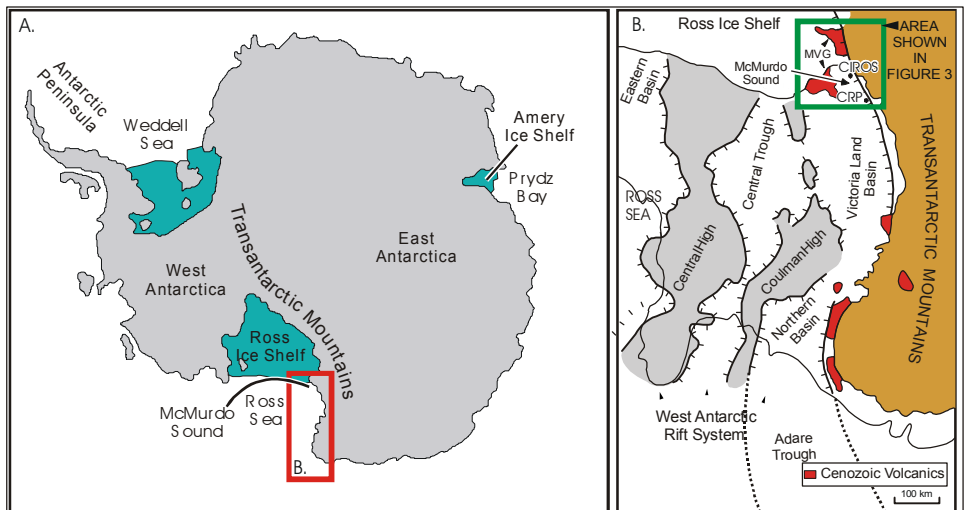 A.
Antarctic
Peninsula
Weddell
Sea
Amery
Ice Shelf
Prydz
Bay
Transantarctic Mountains
East
Antarctica
West
Antarctica
Ross
Ice Shelf
McMurdo
Sound
Ross
Sea
B.
B.
Ross Ice Shelf
AREA
SHOWN
IN
FIGURE 3
MVG
CIROS
McMurdo
Sound
CRP
Eastern
Basin
Central Trough
Victoria Land
Basin
ROSS
SEA
Central High
CoulmanHigh
Northern
Basin
TRANSANTARCTIC MOUNTAINS
West Antarctic
Rift System
Adare
Trough
Cenozoic Volcanics
100 km